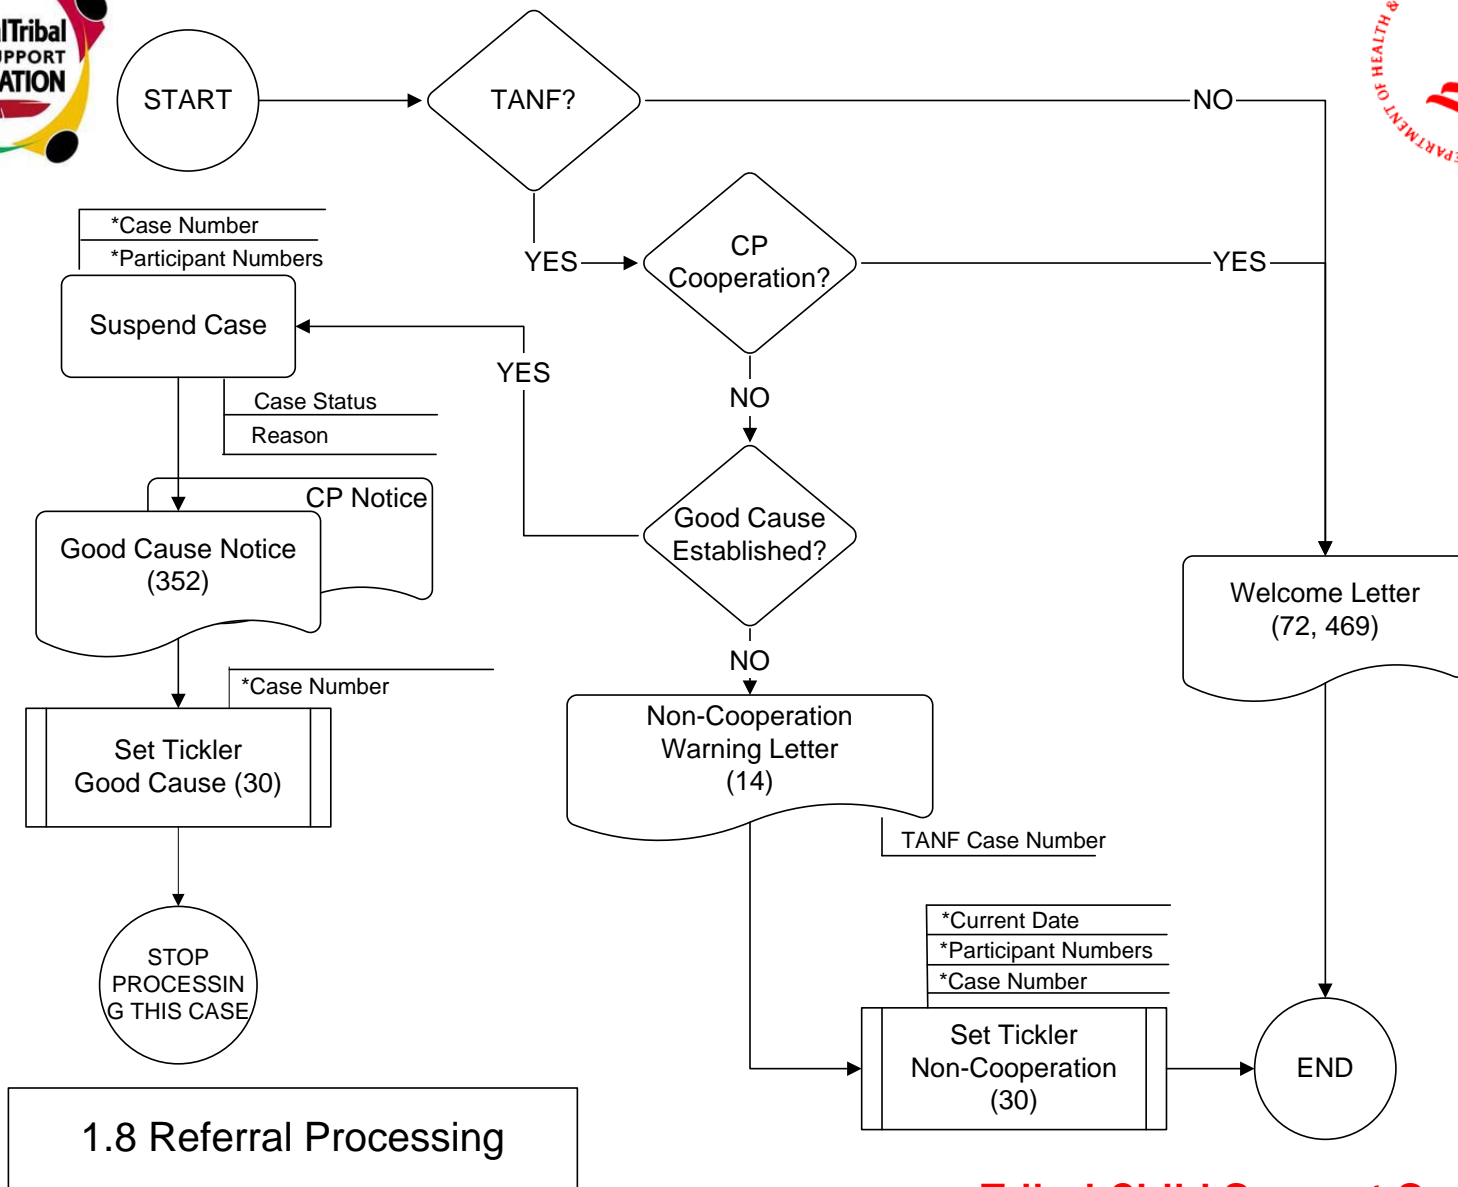 lTribal
PPORT
ATION
START
TANF?
NO
OF HEALTH &
*Case Number
*Participant Numbers
YES
CP
Cooperation?
YES
Suspend Case
YES
Case Status
Reason
NO
CP Notice
Good Cause Notice
(352)
Good Cause
Established?
Welcome Letter
(72, 469)
NO
*Case Number
Set Tickler
Good Cause (30)
Non-Cooperation
Warning Letter
(14)
TANF Case Number
*Current Date
*Participant Numbers
*Case Number
STOP
PROCESSIN
G THIS CASE
Set Tickler
Non-Cooperation
(30)
END
1.8 Referral Processing